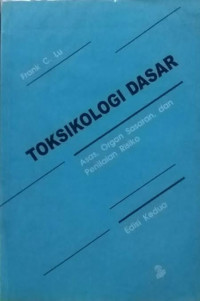 Frank C. Lu
TOKSIKOLOGI DASAR
Asas, Organ Sasaran, dan
Penilaian Risiko
Edisi Kedua